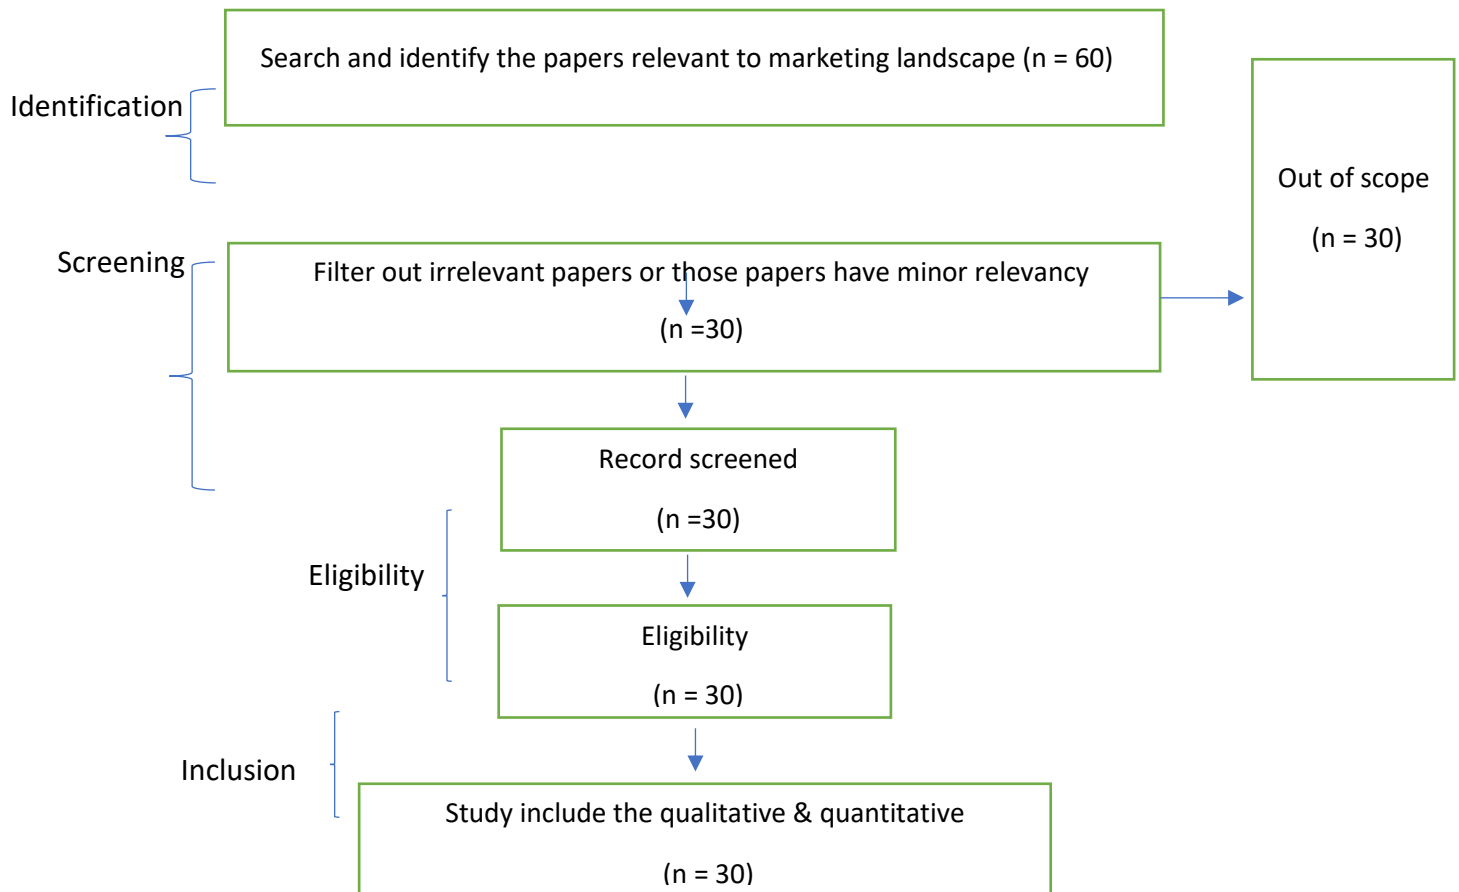 Search and identify the papers relevant to marketing landscape (n = 60)
Identification
Out of scope
(n = 30)
Screening
Filter out irrelevant papers or those papers have minor relevancy
(n =30)
Record screened
(n =30)
Eligibility
Eligibility
(n = 30)
Inclusion
Study include the qualitative & quantitative
(n = 30)